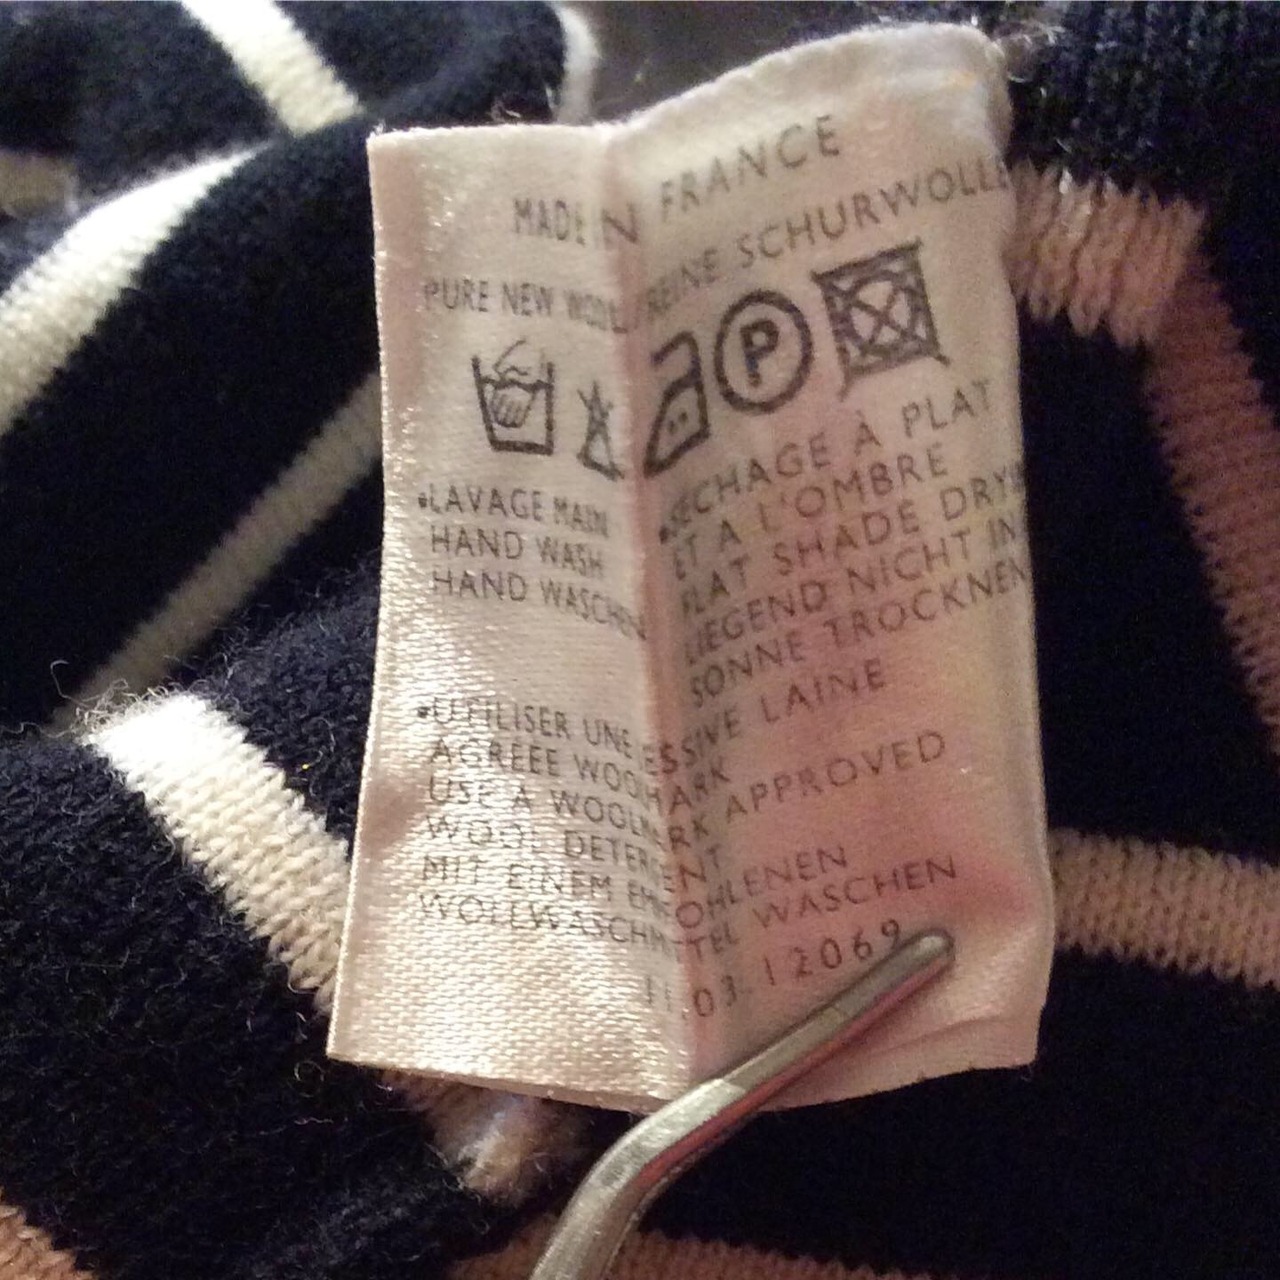 MADE IN FRANCE
PURE NEW WOOL/REINE SCHURWOLLE
P
•LAVAGE MAIN
HAND WASH
HAND WASCHEN
•SECHAGE À PLAT
ET A L'OMBRE
FLAT SHADE DRY
LIEGEND NICHT IN
SONNE TROCKNEN
•UTILISER UNE LESSIVE LAINE
AGREEE WOOLMARK
USE A WOOLMARK APPROVED
WOOL DETERGENT
MIT EINEM EMPFOHLENEN
WOLLWASCHMITTEL WASCHEN
11.03.12069